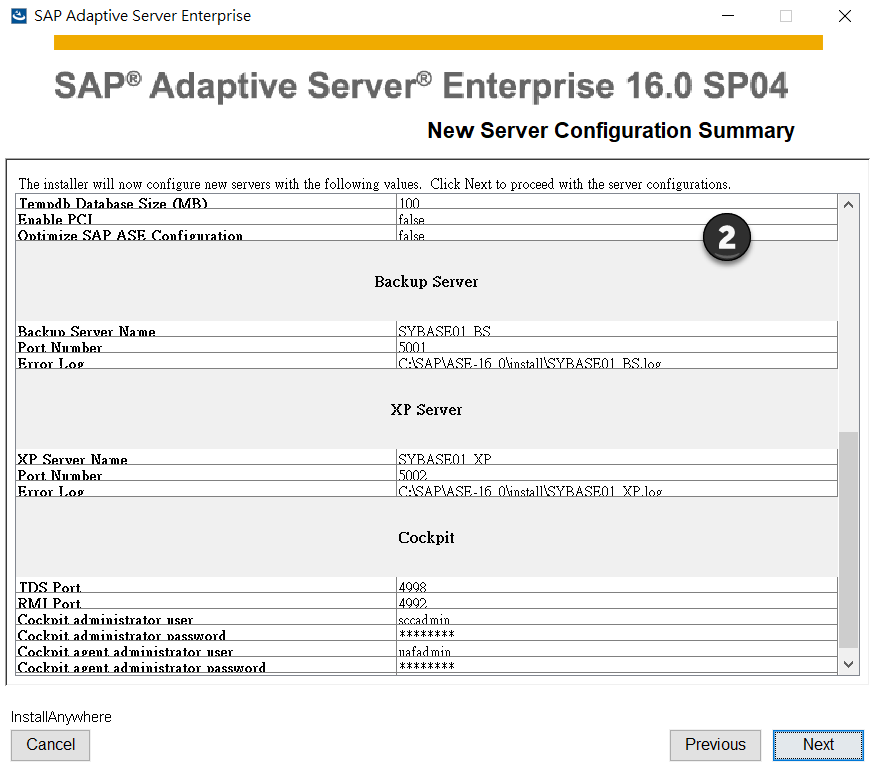 SAP Adaptive Server Enterprise
SAP® Adaptive Server® Enterprise 16.0 SP04
New Server Configuration Summary
The installer will now configure new servers with the following values. Click Next to proceed with the server configurations.
Tempdb Database Size (MB) 100
Enable PCI false
Optimize SAP ASE Configuration false
2
Backup Server
Backup Server Name SYBASE01_BS
Port Number 5001
Error Log C:\SAP\ASE-16_0\install\SYBASE01_BS.log
XP Server
XP Server Name SYBASE01_XP
Port Number 5002
Error Log C:\SAP\ASE-16_0\install\SYBASE01_XP.log
Cockpit
TDS Port 4998
RMI Port 4992
Cockpit administrator user sccadmin
Cockpit administrator password ********
Cockpit agent administrator user uafadmin
Cockpit agent administrator password ********
InstallAnywhere
Cancel Previous Next